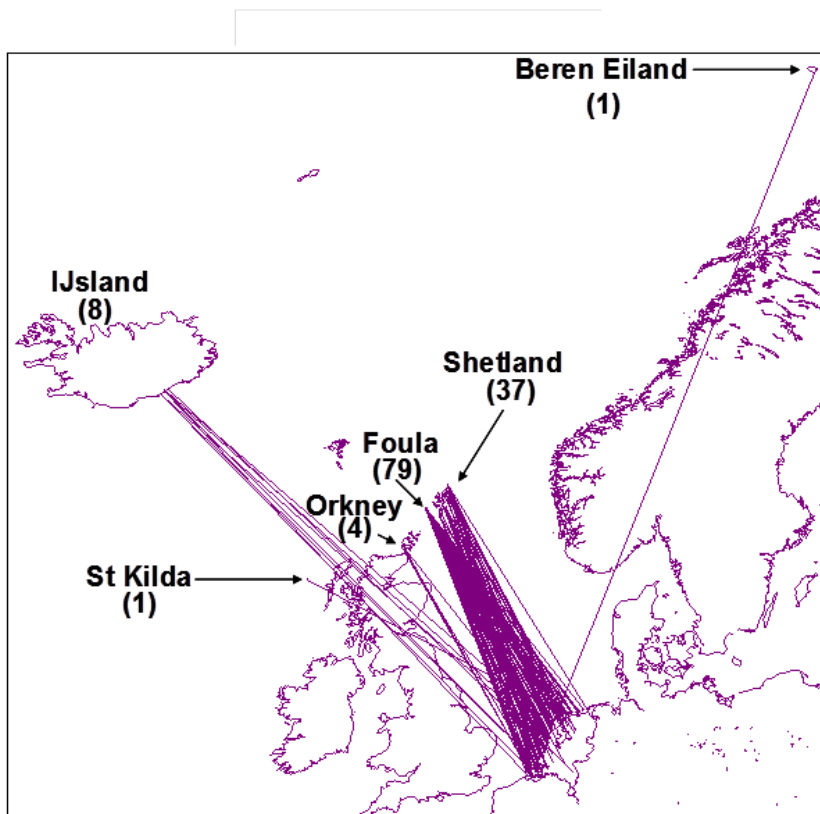 Beren Eiland
(1)
IJsland
(8)
Shetland
(37)
Foula
(79)
Orkney
(4)
St Kilda
(1)